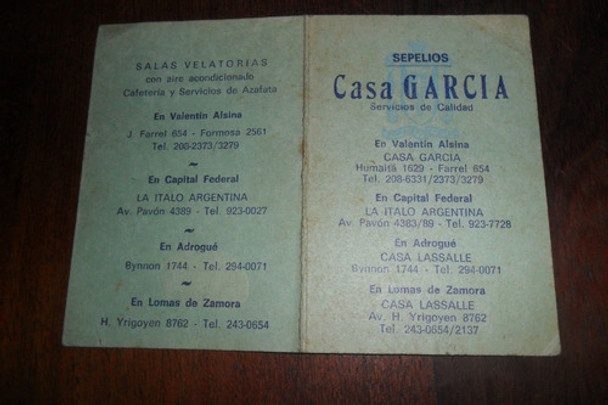 SALAS VELATORIAS
con aire acondicionado
Cafetería y Servicios de Azafata
En Valentín Alsina
J. Farrel 654 - Formosa 2561
Tel. 208-2373/3279
~
En Capital Federal
LA ITALO ARGENTINA
Av. Pavón 4389 - Tel. 923-0027
~
En Adrogué
Bynnon 1744 - Tel. 294-0071
~
En Lomas de Zamora
H. Yrigoyen 8762 - Tel. 243-0654
SEPELIOS
Casa GARCIA
Servicios de Calidad
En Valentín Alsina
CASA GARCIA
Humaitá 1629 - Farrel 654
Tel. 208-6331/2373/3279
En Capital Federal
LA ITALO ARGENTINA
Av. Pavón 4383/89 - Tel. 923-7728
En Adrogué
CASA LASSALLE
Bynnon 1744 - Tel. 294-0071
En Lomas de Zamora
CASA LASSALLE
Av. H. Yrigoyen 8762
Tel. 243-0654/2137